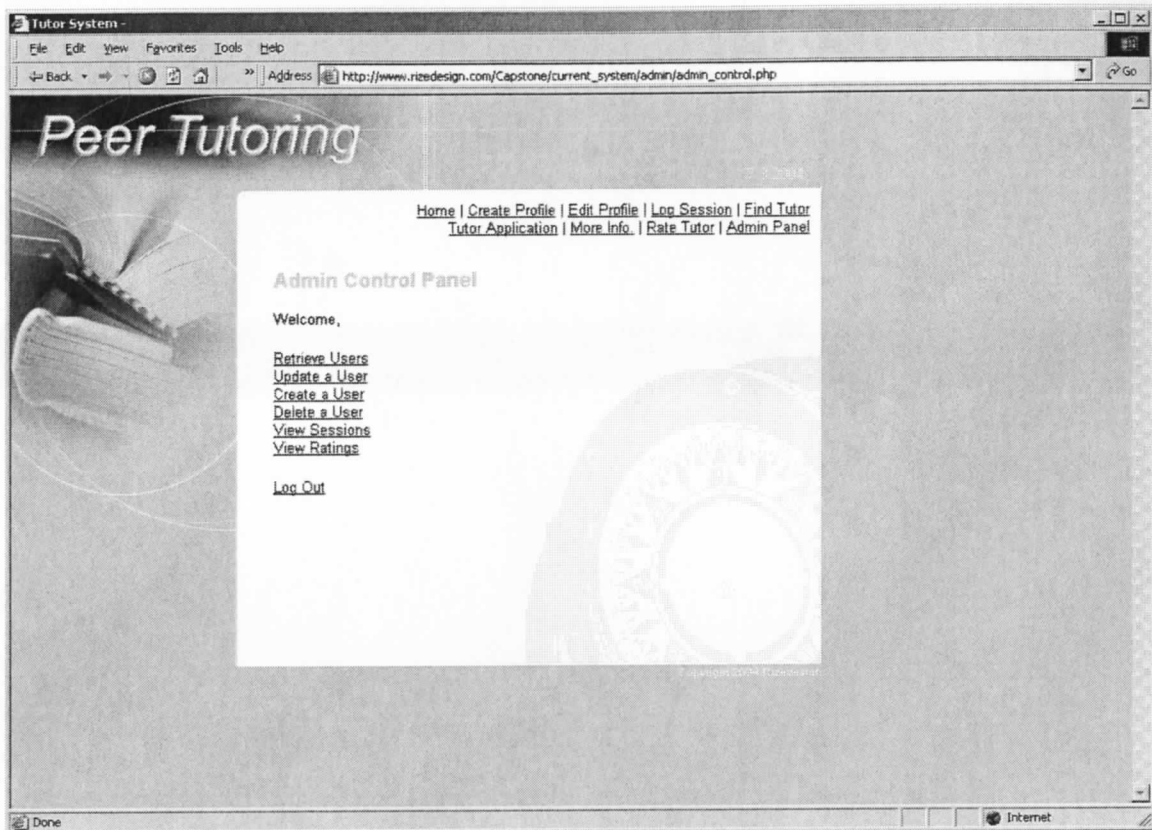 Tutor System -
File Edit View Favorites Tools Help
Back » Address http://www.rizedesign.com/Capstone/current_system/admin/admin_control.php Go
Peer Tutoring
Home | Create Profile | Edit Profile | Log Session | Find Tutor
Tutor Application | More Info. | Rate Tutor | Admin Panel
Admin Control Panel
Welcome,
Retrieve Users
Update a User
Create a User
Delete a User
View Sessions
View Ratings
Log Out
Done Internet